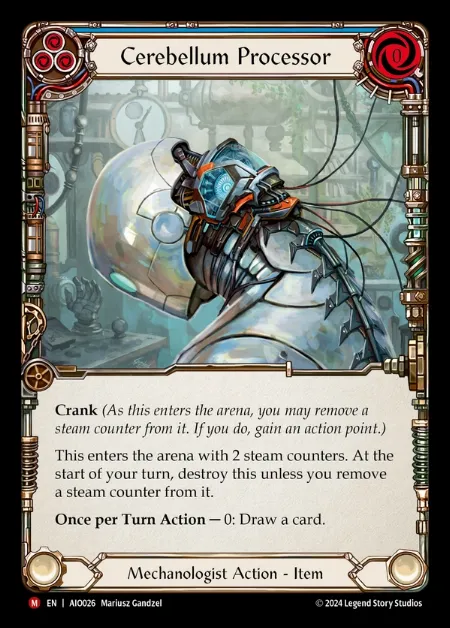 Cerebellum Processor
0
Crank (As this enters the arena, you may remove a
steam counter from it. If you do, gain an action point.)
This enters the arena with 2 steam counters. At the
start of your turn, destroy this unless you remove
a steam counter from it.
Once per Turn Action — 0: Draw a card.
Mechanologist Action - Item
M EN | AIO026 Mariusz Gandzel
© 2024 Legend Story Studios